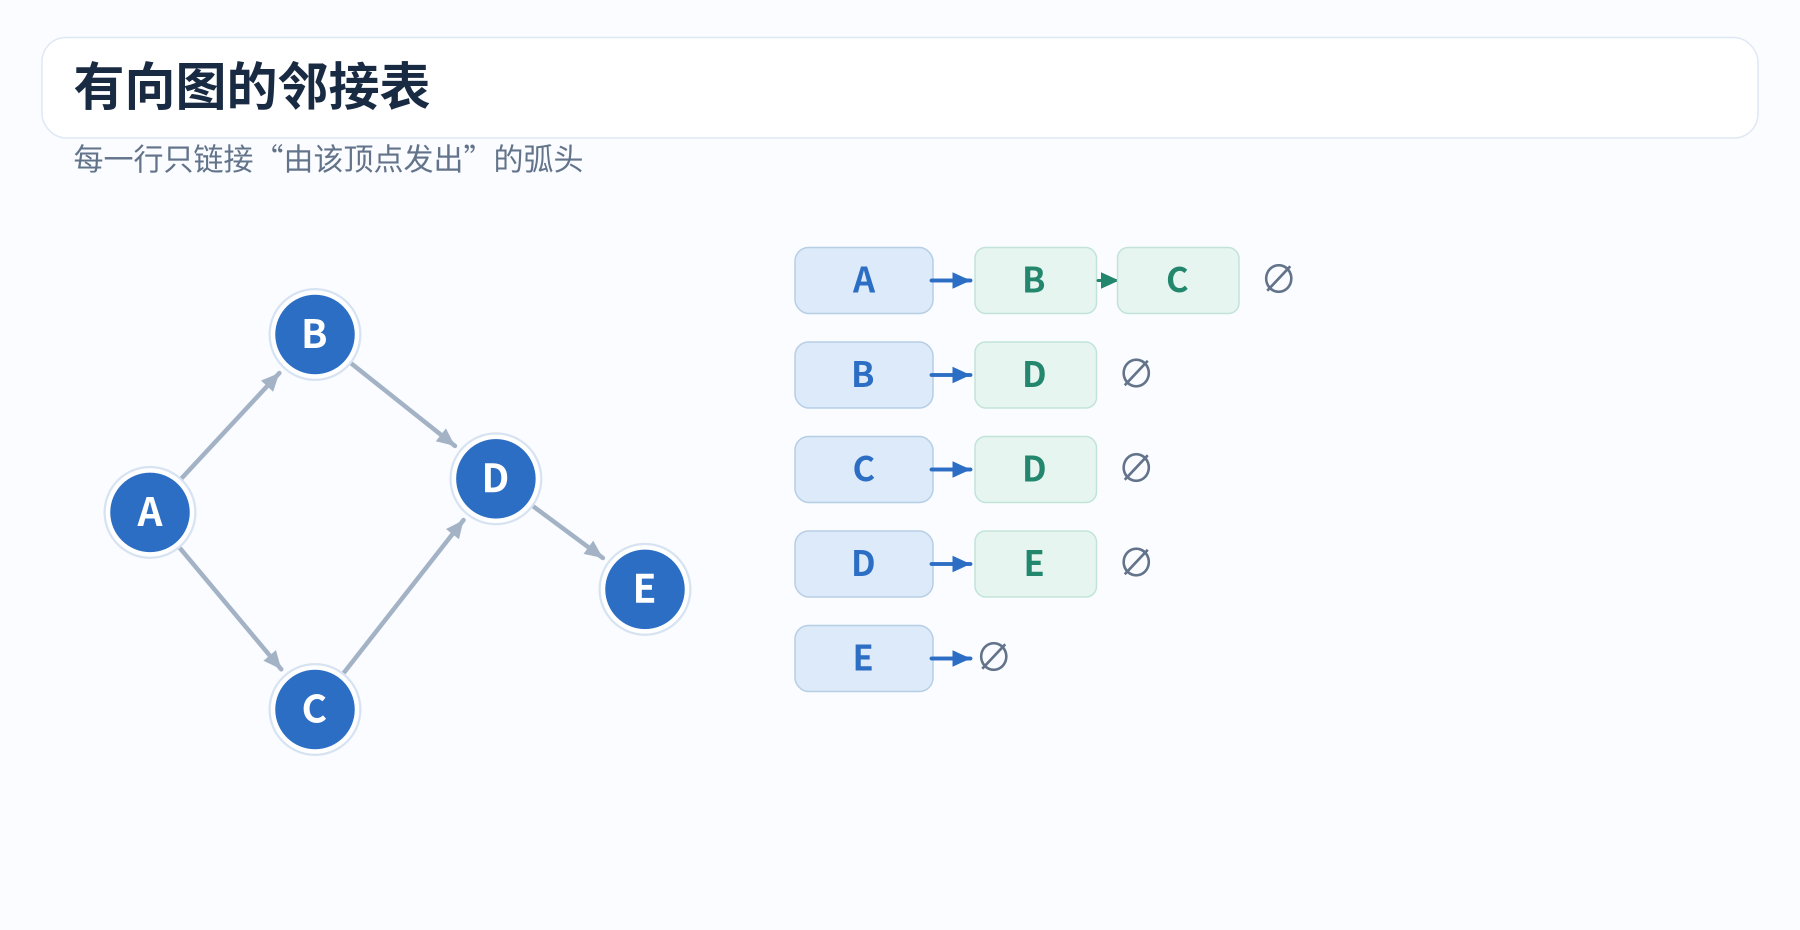 有向图的邻接表
每一行只链接“由该顶点发出”的弧头
A B C ∅
B
B D ∅
D
A
C D ∅
E
D E ∅
C
E ∅